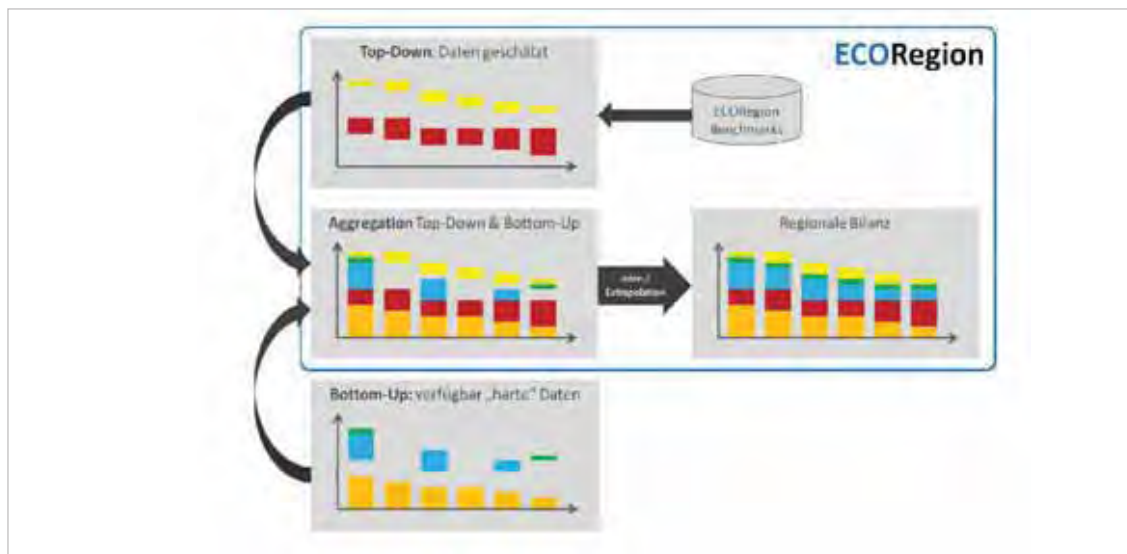 Top-Down: Daten geschätzt
ECORegion
ECORegion
Benchmarks
Aggregation Top-Down & Bottom-Up
Regionale Bilanz
Extrapolation
Bottom-Up: verfügbar „harte" Daten